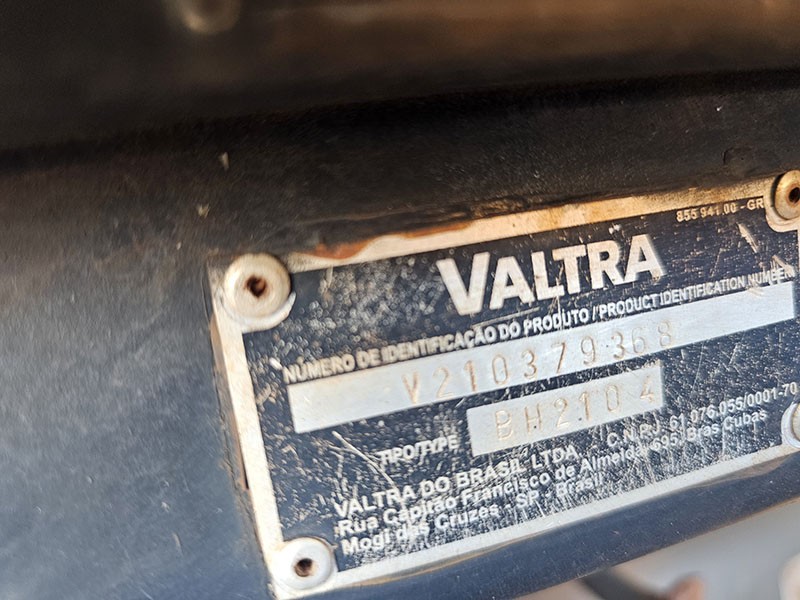 855 941.00 - GR
VALTRA
NÚMERO DE IDENTIFICAÇÃO DO PRODUTO / PRODUCT IDENTIFICATION NUMBER
V210379368
TIPO/TYPE BH210 4
VALTRA DO BRASIL LTDA. C.N.P.J. 61.076.055/0001-70
Rua Capitão Francisco de Almeida, 695, Brás Cubas
Mogi das Cruzes - SP - Brasil